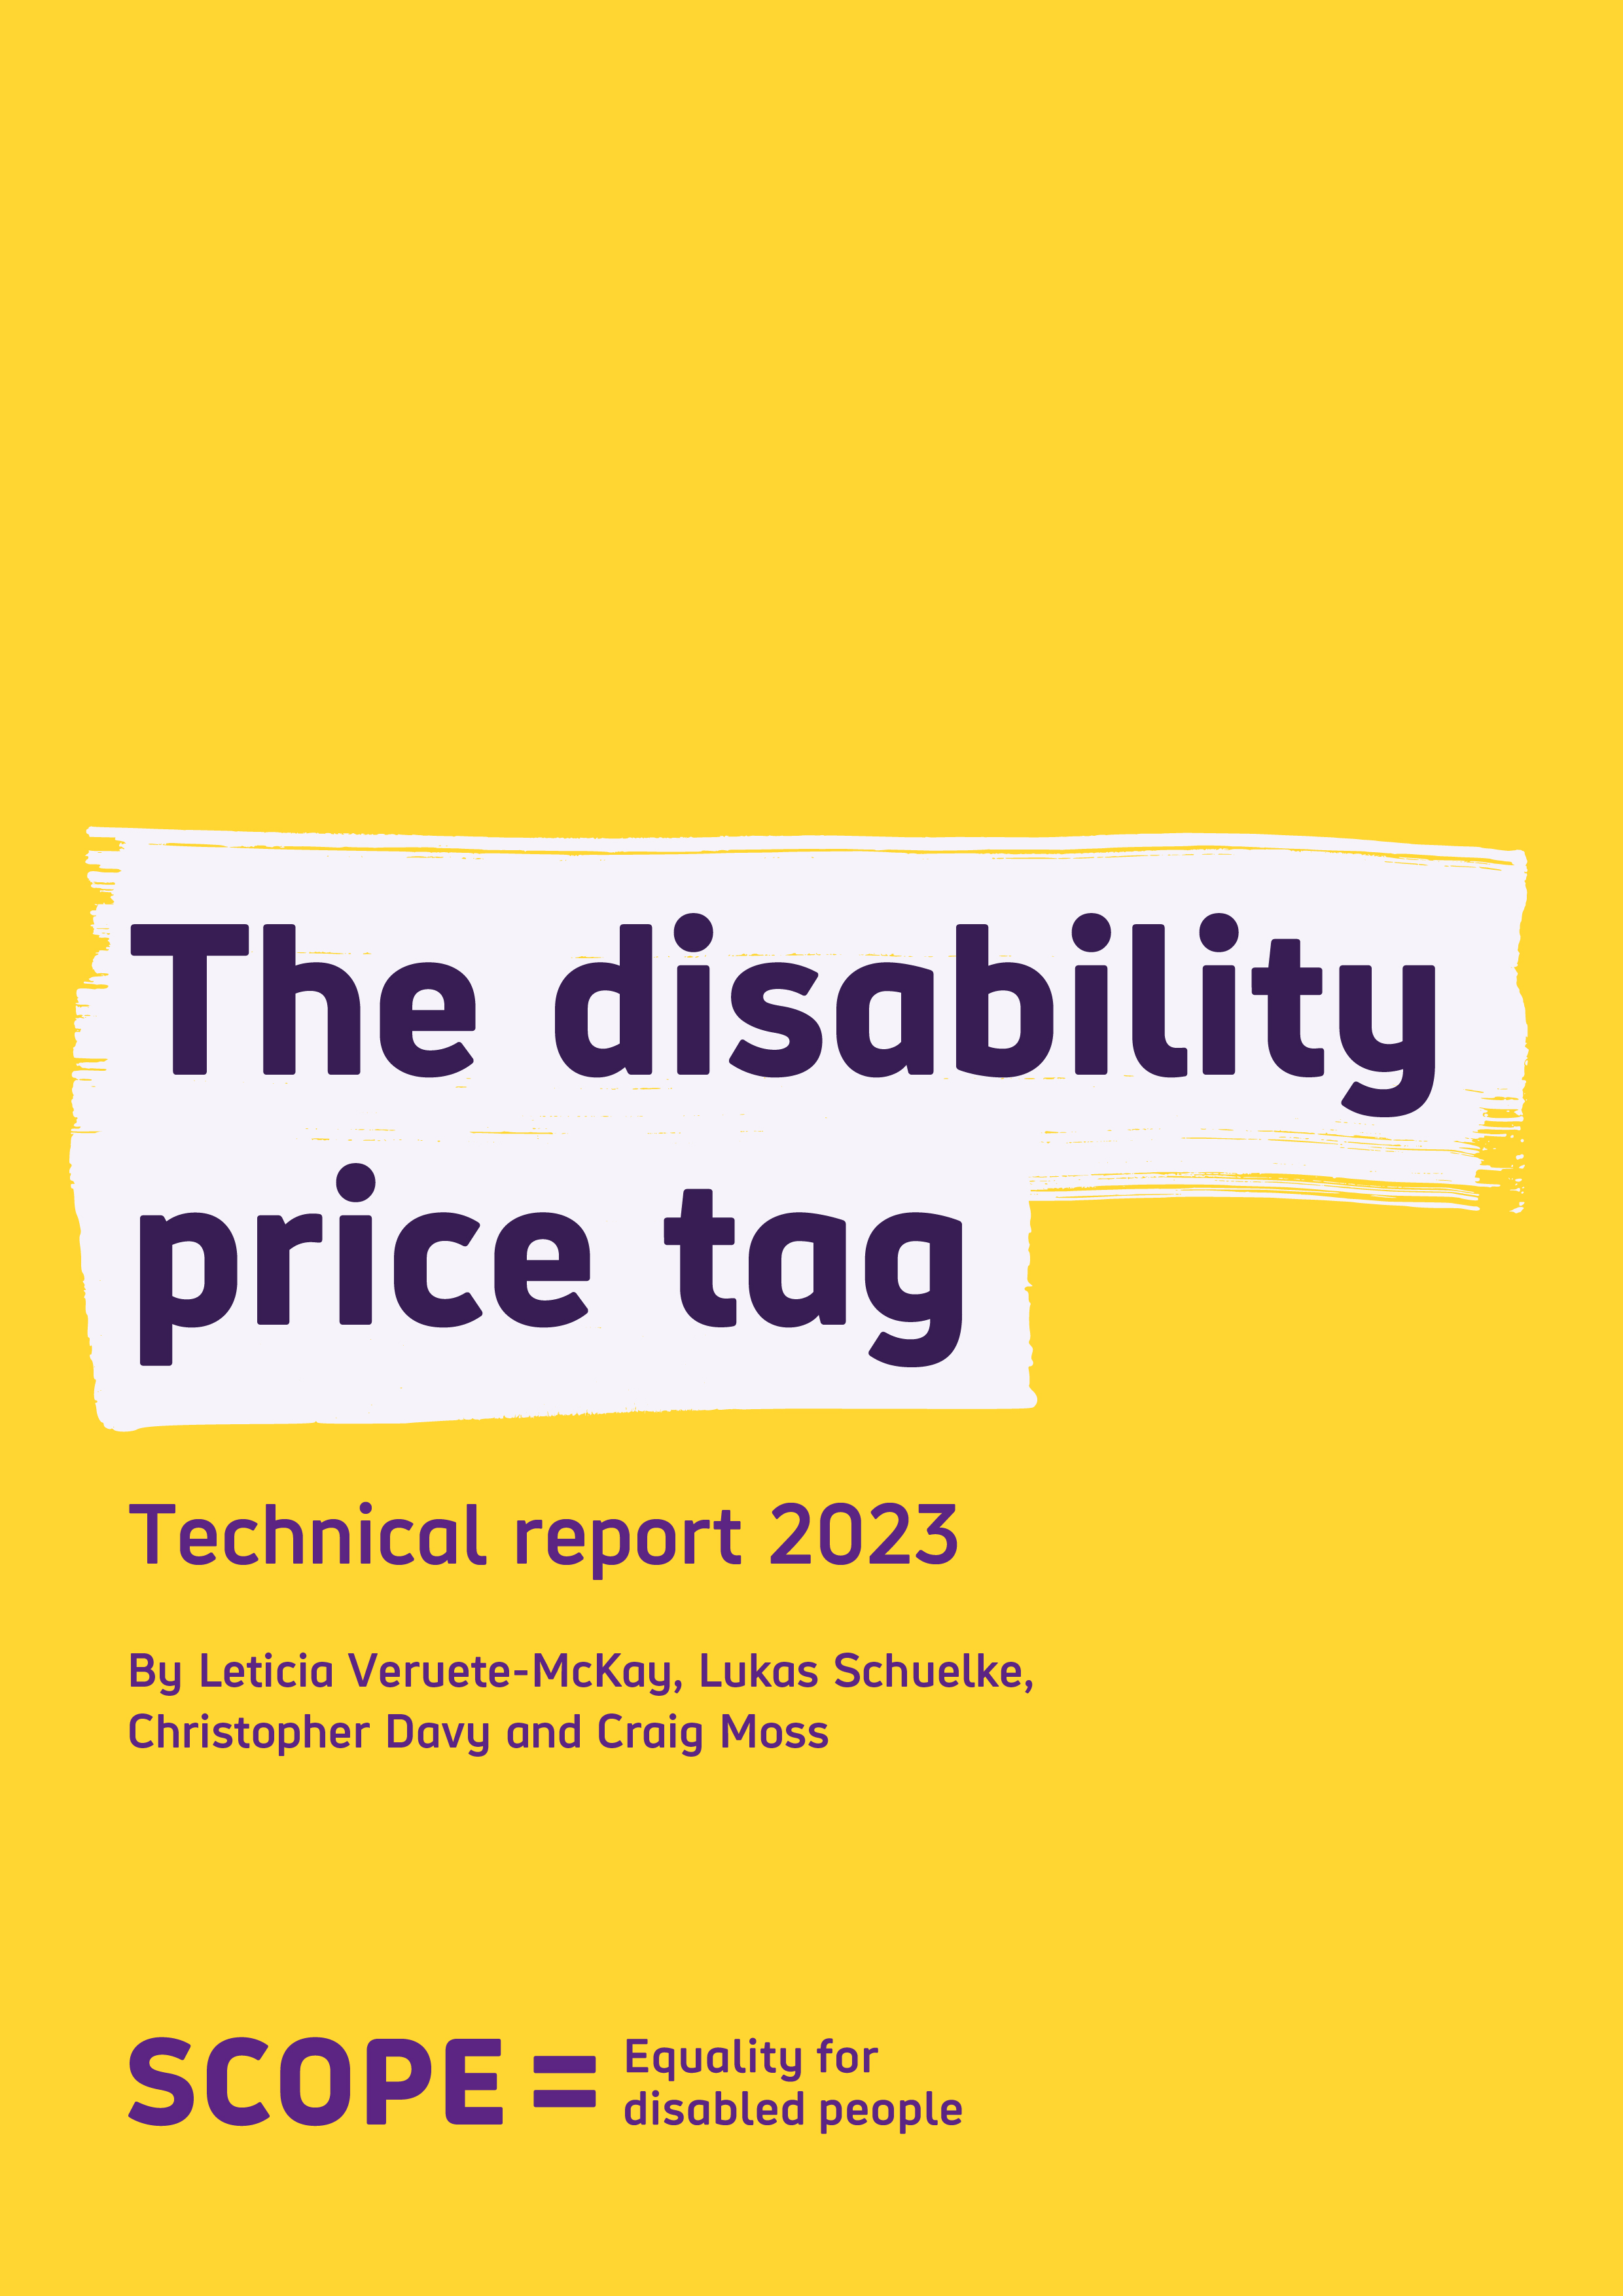 The disability
price tag
Technical report 2023
By Leticia Veruete-McKay, Lukas Schuelke,
Christopher Davy and Craig Moss
SCOPE = Equality for
disabled people